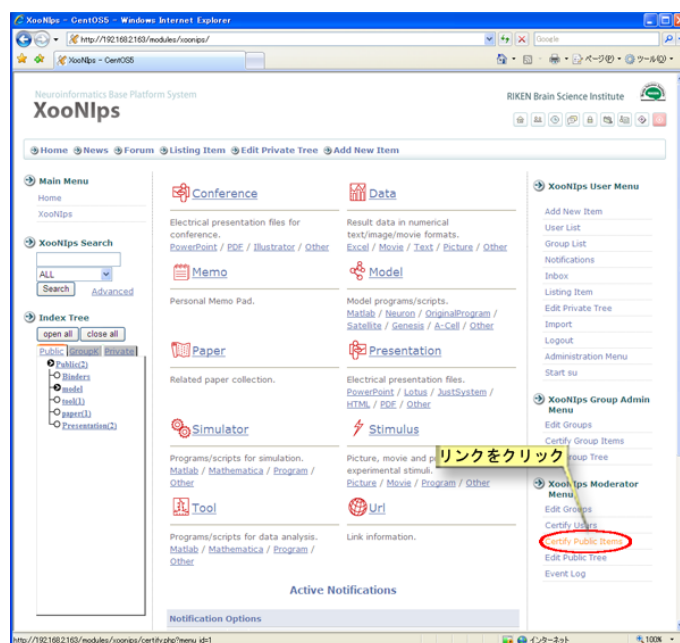 XooNIps - CentOS5 - Windows Internet Explorer
http://192.168.2.163/modules/xoonips/
Google
XooNIps - CentOS5
ページ(P)
ツール(O)
Neuroinformatics Base Platform System
XooNIps
RIKEN Brain Science Institute
Home News Forum Listing Item Edit Private Tree Add New Item
Main Menu
Home
XooNIps
XooNIps Search
ALL
Search Advanced
Index Tree
open all close all
Public Groups Private
Public(2)
Binders
model
tool(1)
paper(1)
Presentation(2)
Conference
Electrical presentation files for
conference.
PowerPoint / PDF / Illustrator / Other
Data
Result data in numerical
text/image/movie formats.
Excel / Movie / Text / Picture / Other
Memo
Personal Memo Pad.
Model
Model programs/scripts.
Matlab / Neuron / OriginalProgram /
Satellite / Genesis / A-Cell / Other
Paper
Related paper collection.
Presentation
Electrical presentation files.
PowerPoint / Lotus / JustSystem /
HTML / PDF / Other
Simulator
Programs/scripts for simulation.
Matlab / Mathematica / Program /
Other
Stimulus
Picture, movie and p
experimental stimuli.
Picture / Movie / Program / Other
Tool
Programs/scripts for data analysis.
Matlab / Mathematica / Program /
Other
Url
Link information.
Active Notifications
Notification Options
XooNIps User Menu
Add New Item
User List
Group List
Notifications
Inbox
Listing Item
Edit Private Tree
Import
Logout
Administration Menu
Start su
XooNIps Group Admin
Menu
Edit Groups
Certify Group Items
roup Tree
リンクをクリック
XooNIps Moderator
Menu
Edit Groups
Certify Users
Certify Public Items
Edit Public Tree
Event Log
http://192.168.2.163/modules/xoonips/certify.php?menu_id=1
インターネット
100%